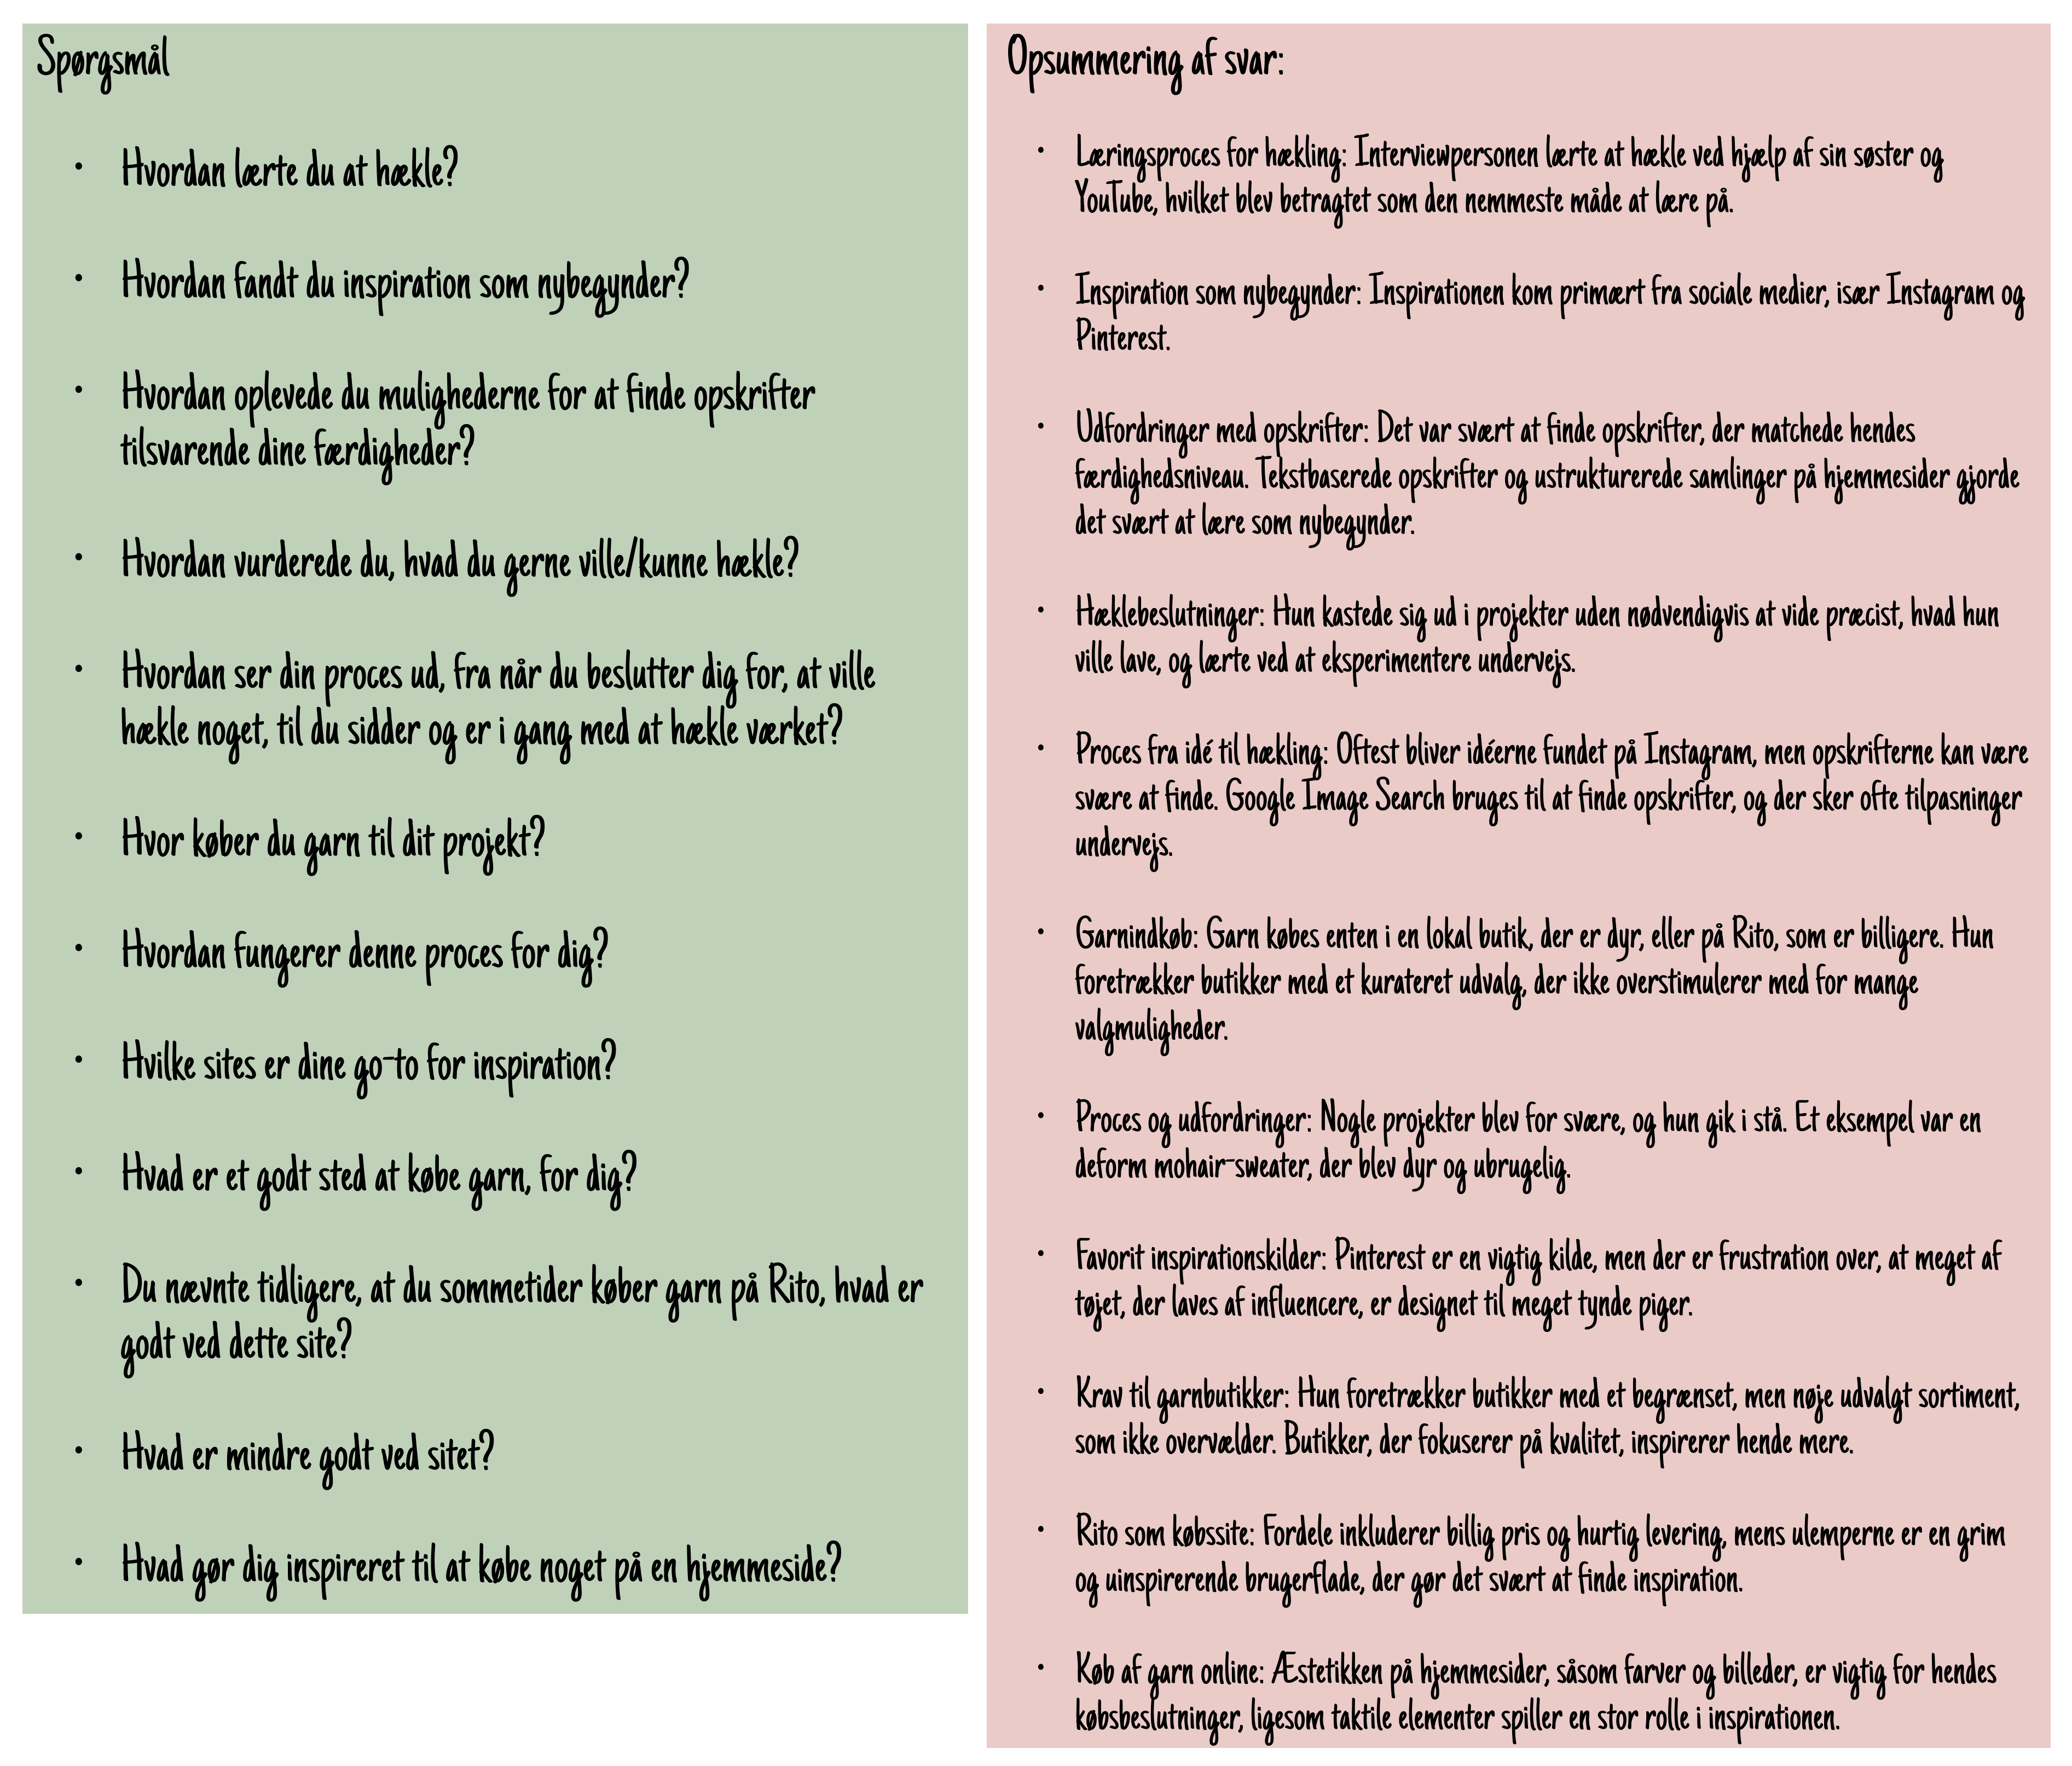 Spørgsmål
• Hvordan lærte du at hækle?
• Hvordan fandt du inspiration som nybegynder?
• Hvordan oplevede du mulighederne for at finde opskrifter
tilsvarende dine færdigheder?
• Hvordan vurderede du, hvad du gerne ville/kunne hækle?
• Hvordan ser din proces ud, fra når du beslutter dig for, at ville
hækle noget, til du sidder og er i gang med at hækle værket?
• Hvor køber du garn til dit projekt?
• Hvordan fungerer denne proces for dig?
• Hvilke sites er dine go-to for inspiration?
• Hvad er et godt sted at købe garn, for dig?
• Du nævnte tidligere, at du sommetider køber garn på Rito, hvad er
godt ved dette site?
• Hvad er mindre godt ved sitet?
• Hvad gør dig inspireret til at købe noget på en hjemmeside?
Opsummering af svar:
• Læringsproces for hækling: Interviewpersonen lærte at hækle ved hjælp af sin søster og
YouTube, hvilket blev betragtet som den nemmeste måde at lære på.
• Inspiration som nybegynder: Inspirationen kom primært fra sociale medier, især Instagram og
Pinterest.
• Udfordringer med opskrifter: Det var svært at finde opskrifter, der matchede hendes
færdighedsniveau. Tekstbaserede opskrifter og ustrukturerede samlinger på hjemmesider gjorde
det svært at lære som nybegynder.
• Hæklebeslutninger: Hun kastede sig ud i projekter uden nødvendigvis at vide præcist, hvad hun
ville lave, og lærte ved at eksperimentere undervejs.
• Proces fra idé til hækling: Oftest bliver idéerne fundet på Instagram, men opskrifterne kan være
svære at finde. Google Image Search bruges til at finde opskrifter, og der sker ofte tilpasninger
undervejs.
• Garnindkøb: Garn købes enten i en lokal butik, der er dyr, eller på Rito, som er billigere. Hun
foretrækker butikker med et kurateret udvalg, der ikke overstimulerer med for mange
valgmuligheder.
• Proces og udfordringer: Nogle projekter blev for svære, og hun gik i stå. Et eksempel var en
deform mohair-sweater, der blev dyr og ubrugelig.
• Favorit inspirationskilder: Pinterest er en vigtig kilde, men der er frustration over, at meget af
tøjet, der laves af influencere, er designet til meget tynde piger.
• Krav til garnbutikker: Hun foretrækker butikker med et begrænset, men nøje udvalgt sortiment,
som ikke overvælder. Butikker, der fokuserer på kvalitet, inspirerer hende mere.
• Rito som købssite: Fordele inkluderer billig pris og hurtig levering, mens ulemperne er en grim
og uinspirerende brugerflade, der gør det svært at finde inspiration.
• Køb af garn online: Æstetikken på hjemmesider, såsom farver og billeder, er vigtig for hendes
købsbeslutninger, ligesom taktile elementer spiller en stor rolle i inspirationen.